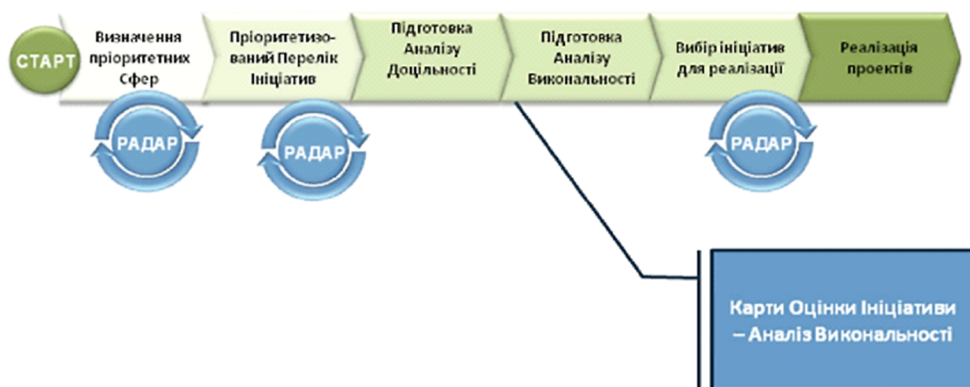 СТАРТ
Визначення
пріоритетних
Сфер
Пріоритетизо-
ваний Перелік
Ініціатив
Підготовка
Аналізу
Доцільності
Підготовка
Аналізу
Викональності
Вибір ініціатив
для реалізації
Реалізація
проектів
РАДАР
РАДАР
РАДАР
Карти Оцінки Ініціативи
– Аналіз Викональності